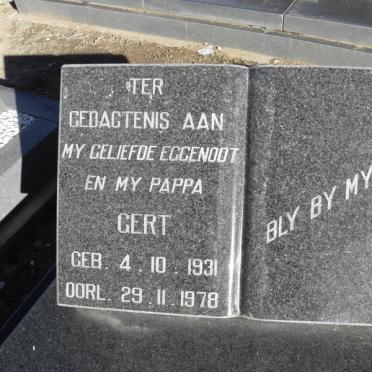 TER
GEDAGTENIS AAN
MY GELIEFDE EGGENOOT
EN MY PAPPA
GERT
GEB. 4. 10. 1931
OORL. 29. 11. 1978
BLY BY MY